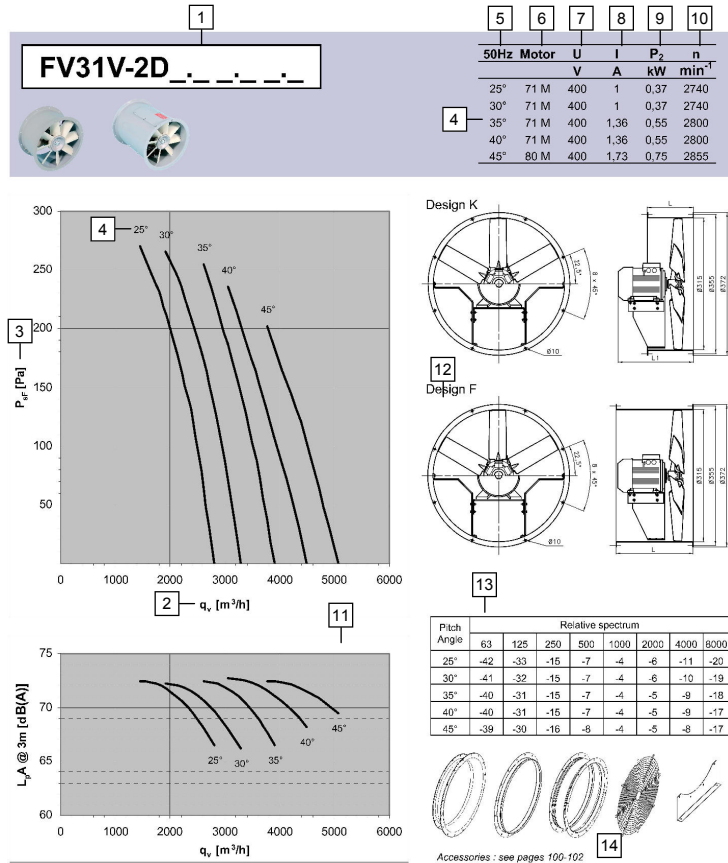 1
5 6 7 8 9 10
FV31V-2D_._ _._ _._
50Hz Motor U I P₂ n
V A kW min⁻¹
25° 71 M 400 1 0,37 2740
30° 71 M 400 1 0,37 2740
4
35° 71 M 400 1,36 0,55 2800
40° 71 M 400 1,36 0,55 2800
45° 80 M 400 1,73 0,75 2855
300
250
200
150
100
50
3
PsF [Pa]
4
25°
30°
35°
40°
45°
0 1000 2000 3000 4000 5000 6000
2
qv [m³/h]
Design K
22,5°
8 x 45°
Ø10
L
Ø315
Ø355
Ø372
L1
12
Design F
22,5°
8 x 45°
Ø10
Ø315
Ø355
Ø372
L
11
75
70
65
60
LpA @ 3m [dB(A)]
25°
30°
35°
40°
45°
0 1000 2000 3000 4000 5000 6000
qv [m³/h]
13
Pitch Angle Relative spectrum
63 125 250 500 1000 2000 4000 8000
25° -42 -33 -15 -7 -4 -6 -11 -20
30° -41 -32 -15 -7 -4 -6 -10 -19
35° -40 -31 -15 -7 -4 -5 -9 -18
40° -40 -31 -15 -7 -4 -5 -9 -17
45° -39 -30 -16 -6 -4 -5 -8 -17
14
Accessories : see pages 100-102